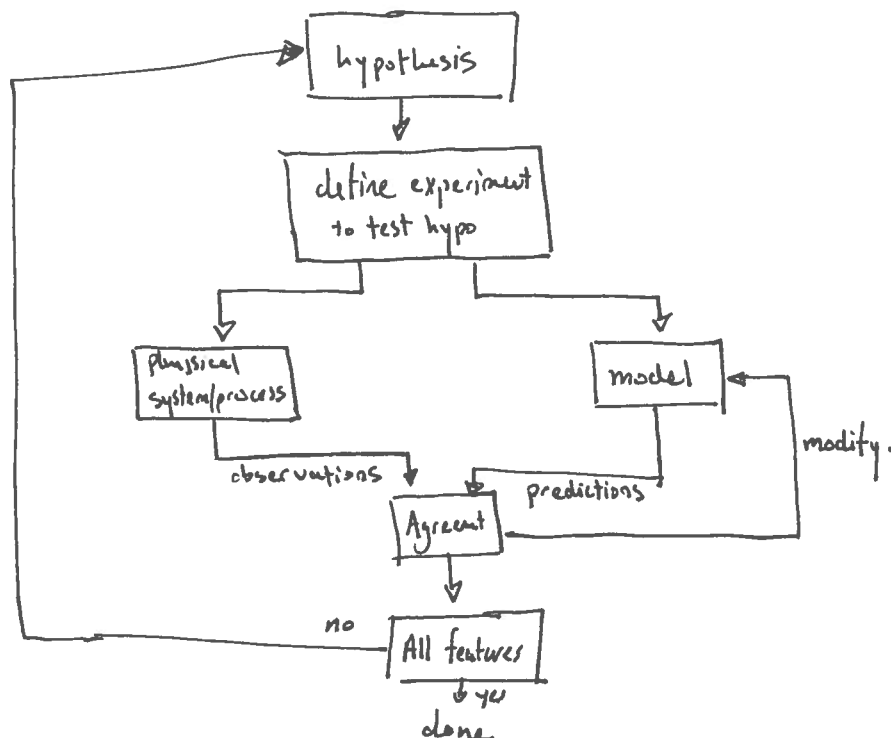 hypothesis
define experiment
to test hypo
physical
system/process
model
modify.
observations
predictions
Agreement
no
All features
yes
done